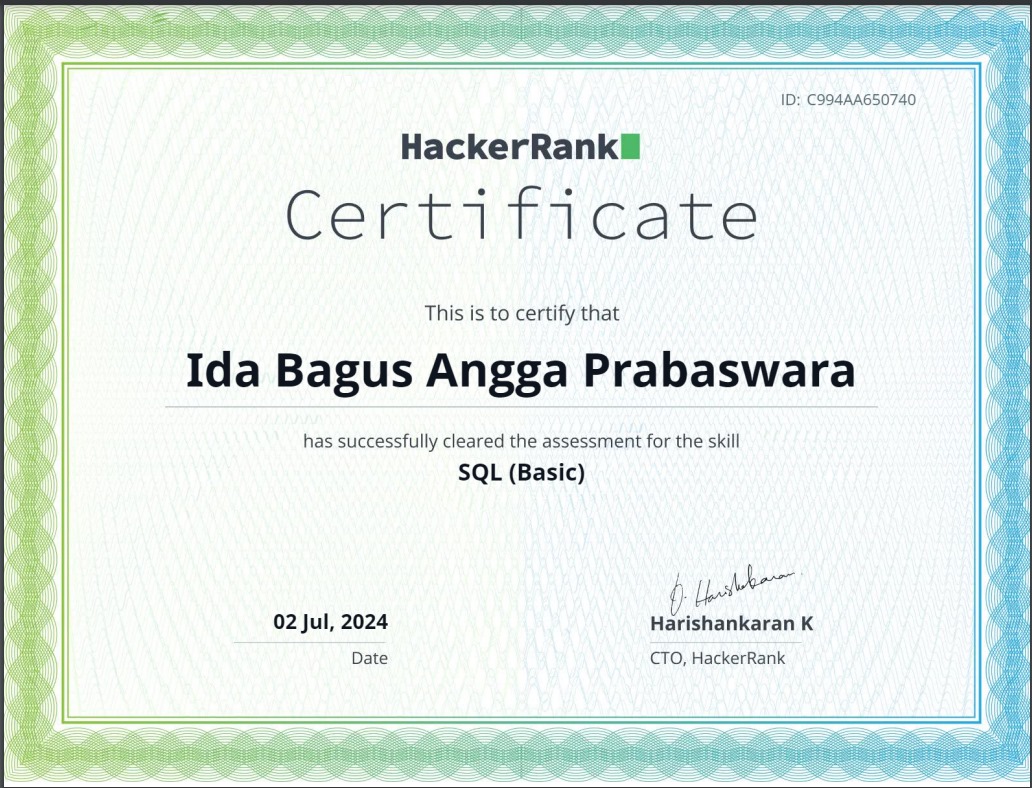 ID: C994AA650740
HackerRank
Certificate
This is to certify that
Ida Bagus Angga Prabaswara
has successfully cleared the assessment for the skill
SQL (Basic)
02 Jul, 2024
Date
K. Harishankaran
Harishankaran K
CTO, HackerRank